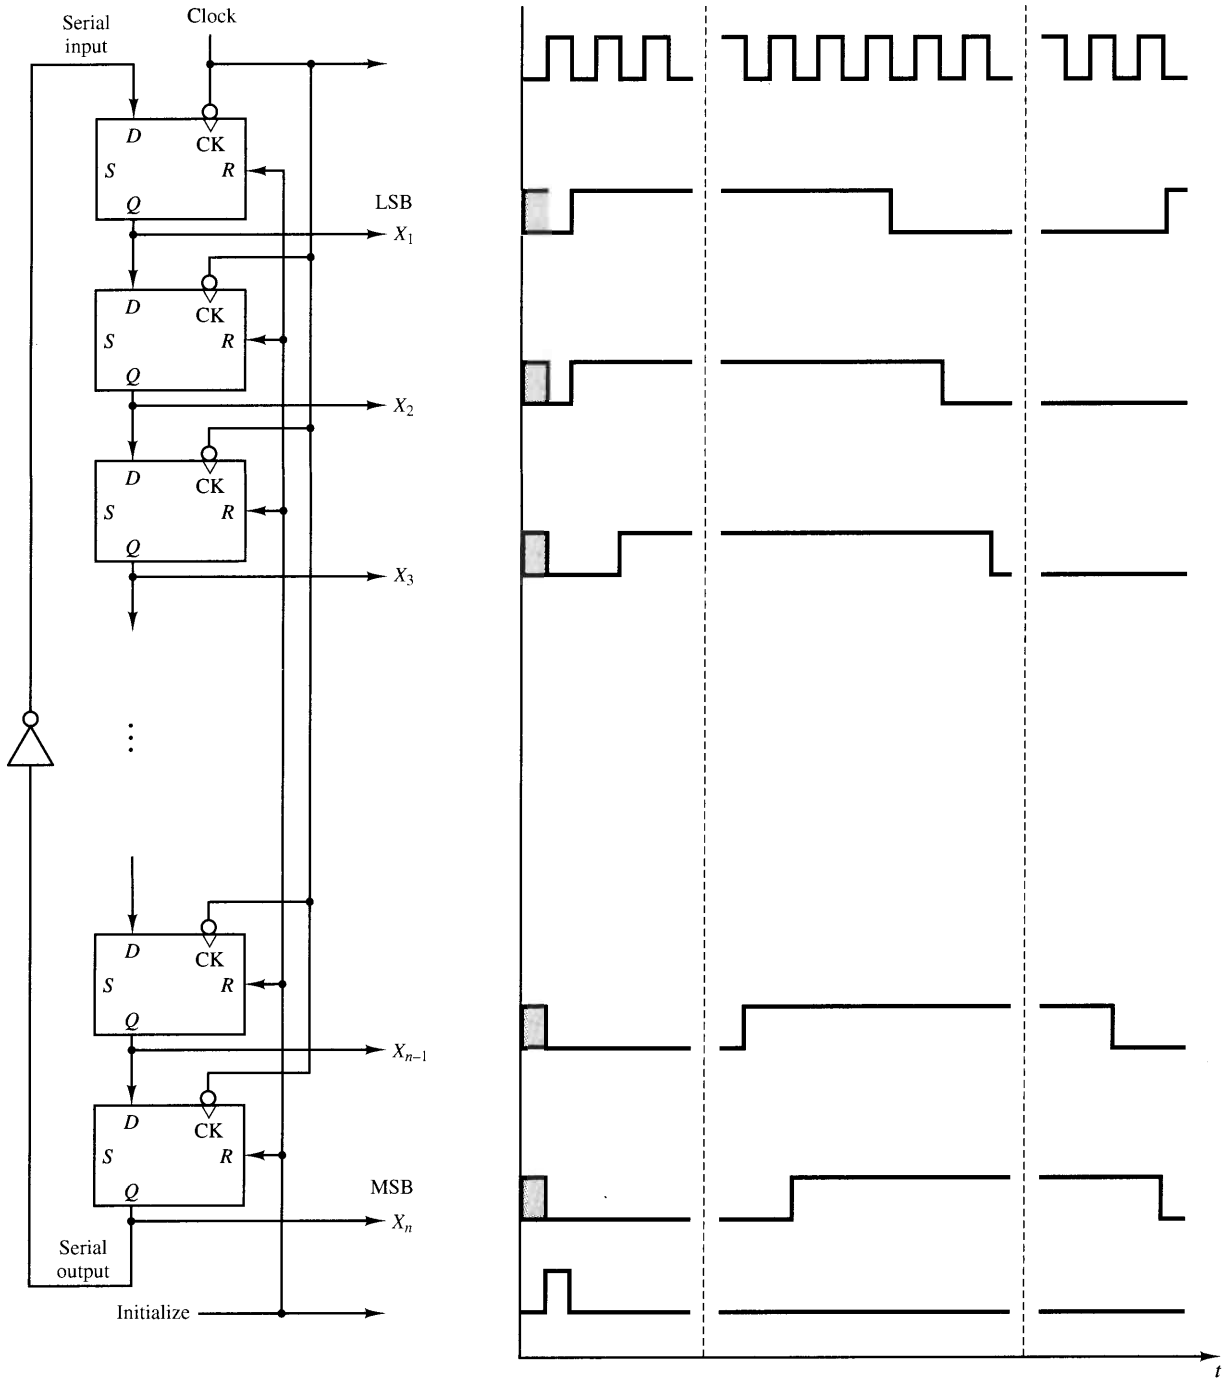 Clock
Serial
input
D
CK
S
R
Q
LSB
X₁
D
CK
S
R
Q
X₂
D
CK
S
R
Q
X₃
⋮
D
CK
S
R
Q
Xₙ₋₁
D
CK
S
R
Q
MSB
Xₙ
Serial
output
Initialize
t